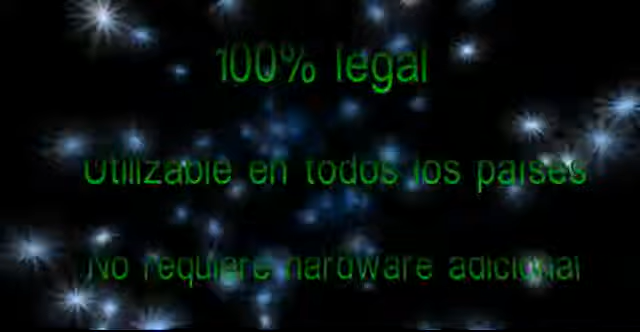 100% legal
Utilizable en todos los países
No requiere hardware adicional